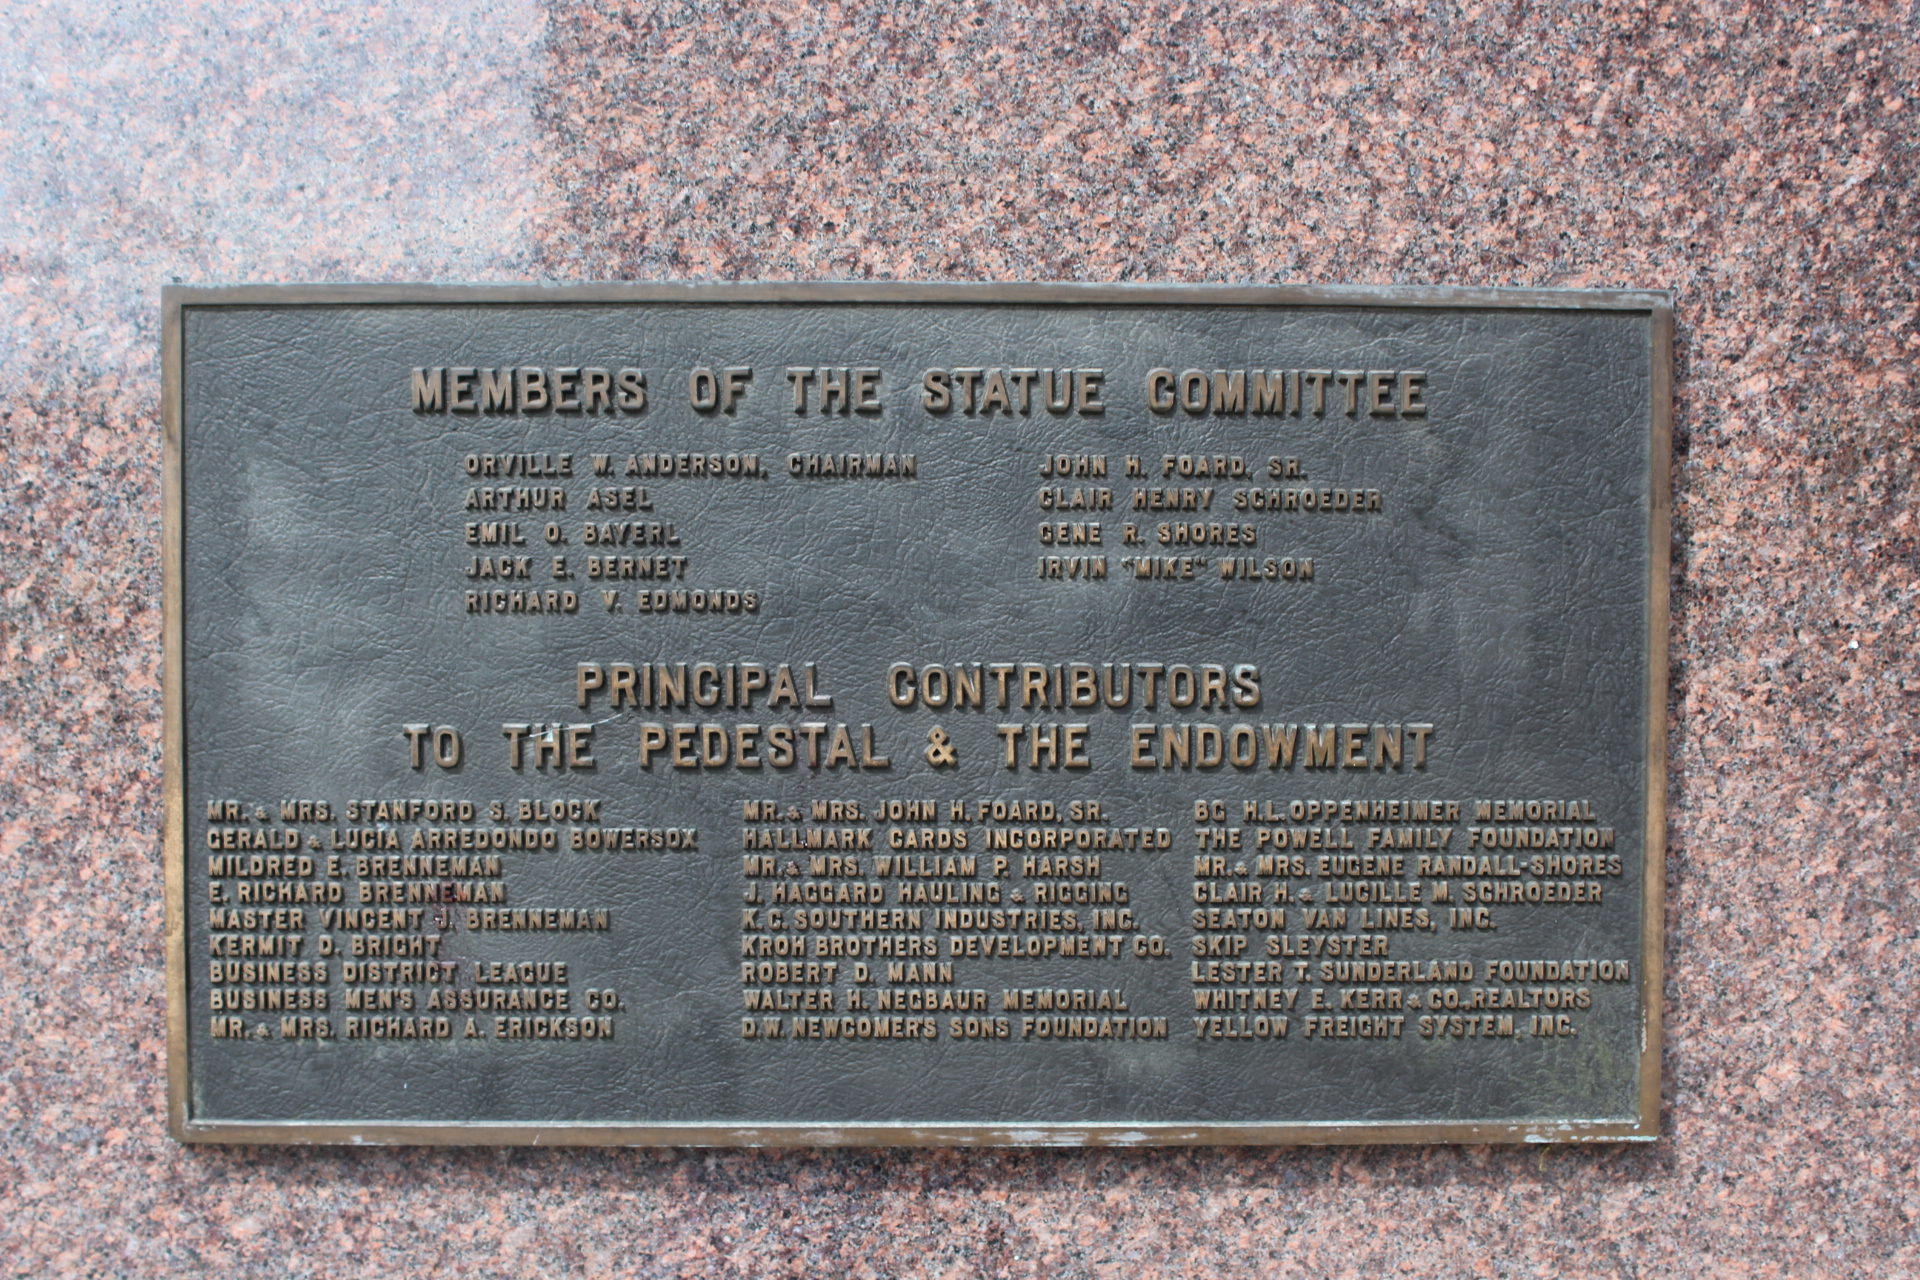 MEMBERS OF THE STATUE COMMITTEE
ORVILLE W. ANDERSON, CHAIRMAN
ARTHUR ASEL
EMIL O. BAYERL
JACK E. BERNET
RICHARD V. EDMONDS
JOHN H. FOARD, SR.
CLAIR HENRY SCHROEDER
GENE R. SHORES
IRVIN "MIKE" WILSON
PRINCIPAL CONTRIBUTORS
TO THE PEDESTAL & THE ENDOWMENT
MR. & MRS. STANFORD S. BLOCK
GERALD & LUCIA ARREDONDO BOWERSOX
MILDRED E. BRENNEMAN
E. RICHARD BRENNEMAN
MASTER VINCENT J. BRENNEMAN
KERMIT D. BRIGHT
BUSINESS DISTRICT LEAGUE
BUSINESS MEN'S ASSURANCE CO.
MR. & MRS. RICHARD A. ERICKSON
MR. & MRS. JOHN H. FOARD, SR.
HALLMARK CARDS INCORPORATED
MR. & MRS. WILLIAM P. HARSH
J. HAGGARD HAULING & RIGGING
K.C. SOUTHERN INDUSTRIES, INC.
KROH BROTHERS DEVELOPMENT CO.
ROBERT D. MANN
WALTER H. NEGBAUR MEMORIAL
D.W. NEWCOMER'S SONS FOUNDATION
BG H.L. OPPENHEIMER MEMORIAL
THE POWELL FAMILY FOUNDATION
MR. & MRS. EUGENE RANDALL-SHORES
CLAIR H. & LUCILLE M. SCHROEDER
SEATON VAN LINES, INC.
SKIP SLEYSTER
LESTER T. SUNDERLAND FOUNDATION
WHITNEY E. KERR & CO., REALTORS
YELLOW FREIGHT SYSTEM, INC.